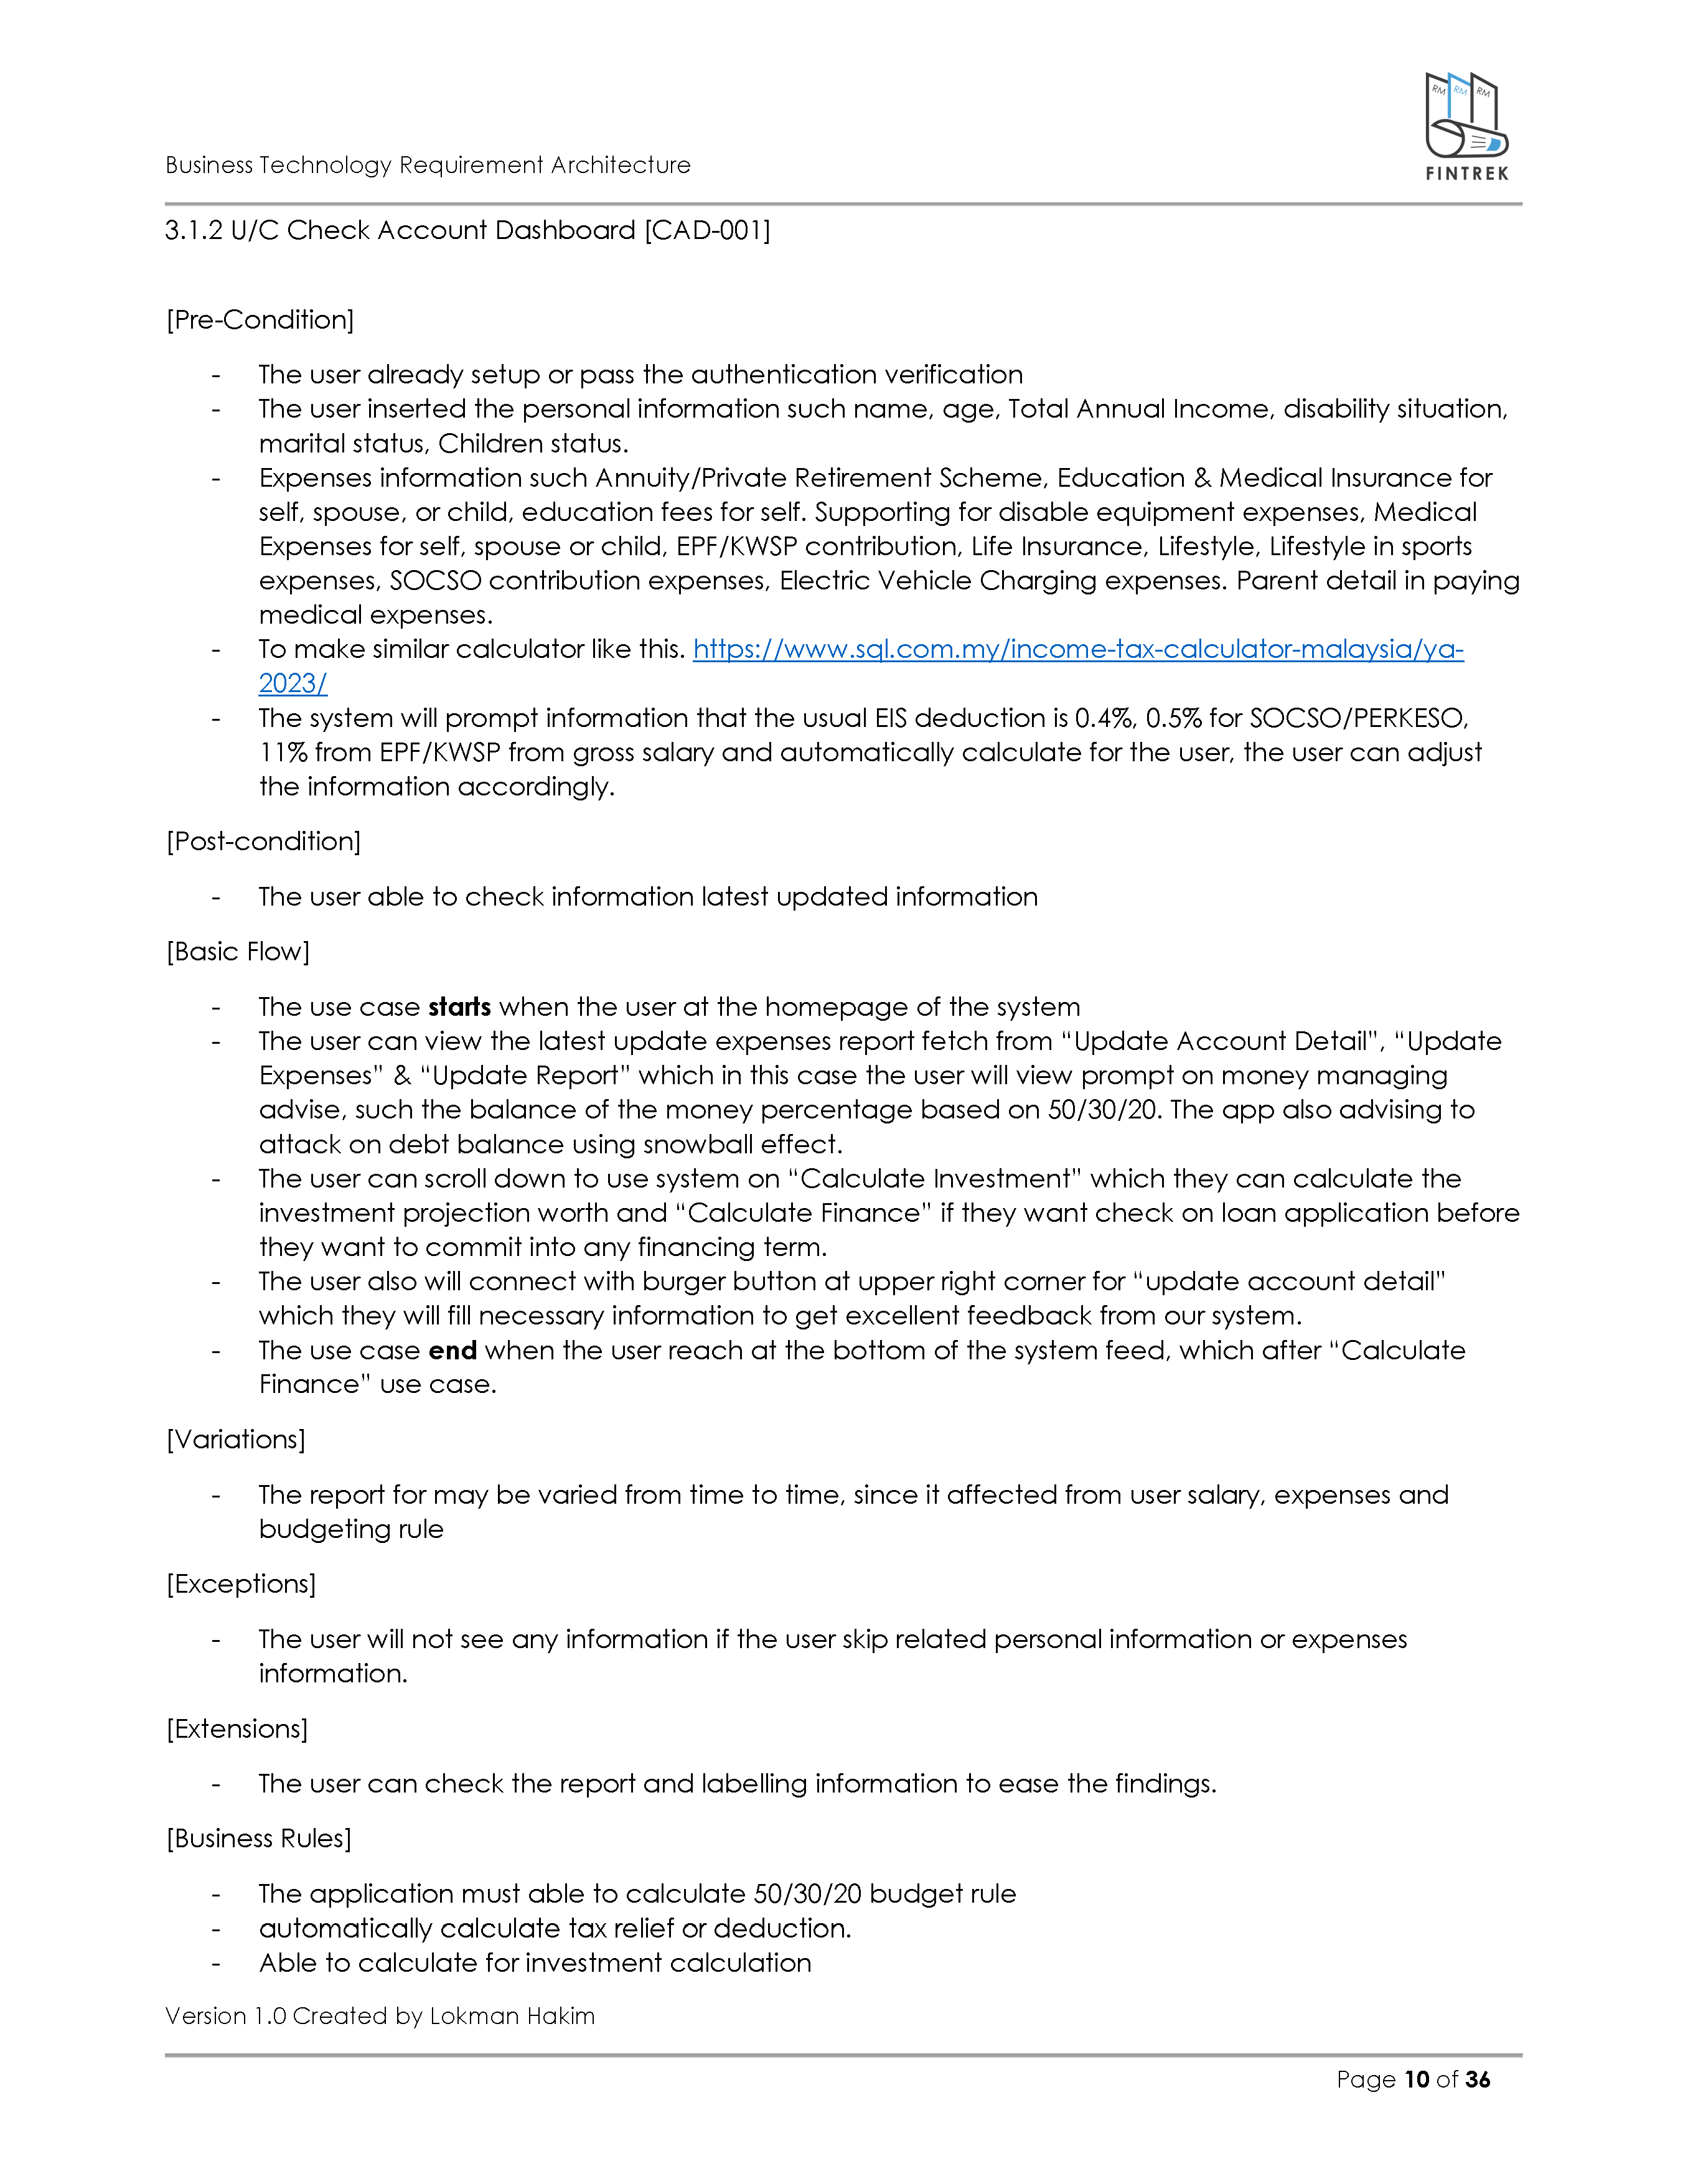 RM RM RM
FINTREK
Business Technology Requirement Architecture
3.1.2 U/C Check Account Dashboard [CAD-001]
[Pre-Condition]
- The user already setup or pass the authentication verification
- The user inserted the personal information such name, age, Total Annual Income, disability situation,
marital status, Children status.
- Expenses information such Annuity/Private Retirement Scheme, Education & Medical Insurance for
self, spouse, or child, education fees for self. Supporting for disable equipment expenses, Medical
Expenses for self, spouse or child, EPF/KWSP contribution, Life Insurance, Lifestyle, Lifestyle in sports
expenses, SOCSO contribution expenses, Electric Vehicle Charging expenses. Parent detail in paying
medical expenses.
- To make similar calculator like this. https://www.sql.com.my/income-tax-calculator-malaysia/ya-
2023/
- The system will prompt information that the usual EIS deduction is 0.4%, 0.5% for SOCSO/PERKESO,
11% from EPF/KWSP from gross salary and automatically calculate for the user, the user can adjust
the information accordingly.
[Post-condition]
- The user able to check information latest updated information
[Basic Flow]
- The use case starts when the user at the homepage of the system
- The user can view the latest update expenses report fetch from “Update Account Detail”, “Update
Expenses” & “Update Report” which in this case the user will view prompt on money managing
advise, such the balance of the money percentage based on 50/30/20. The app also advising to
attack on debt balance using snowball effect.
- The user can scroll down to use system on “Calculate Investment” which they can calculate the
investment projection worth and “Calculate Finance” if they want check on loan application before
they want to commit into any financing term.
- The user also will connect with burger button at upper right corner for “update account detail”
which they will fill necessary information to get excellent feedback from our system.
- The use case end when the user reach at the bottom of the system feed, which after “Calculate
Finance” use case.
[Variations]
- The report for may be varied from time to time, since it affected from user salary, expenses and
budgeting rule
[Exceptions]
- The user will not see any information if the user skip related personal information or expenses
information.
[Extensions]
- The user can check the report and labelling information to ease the findings.
[Business Rules]
- The application must able to calculate 50/30/20 budget rule
- automatically calculate tax relief or deduction.
- Able to calculate for investment calculation
Version 1.0 Created by Lokman Hakim
Page 10 of 36